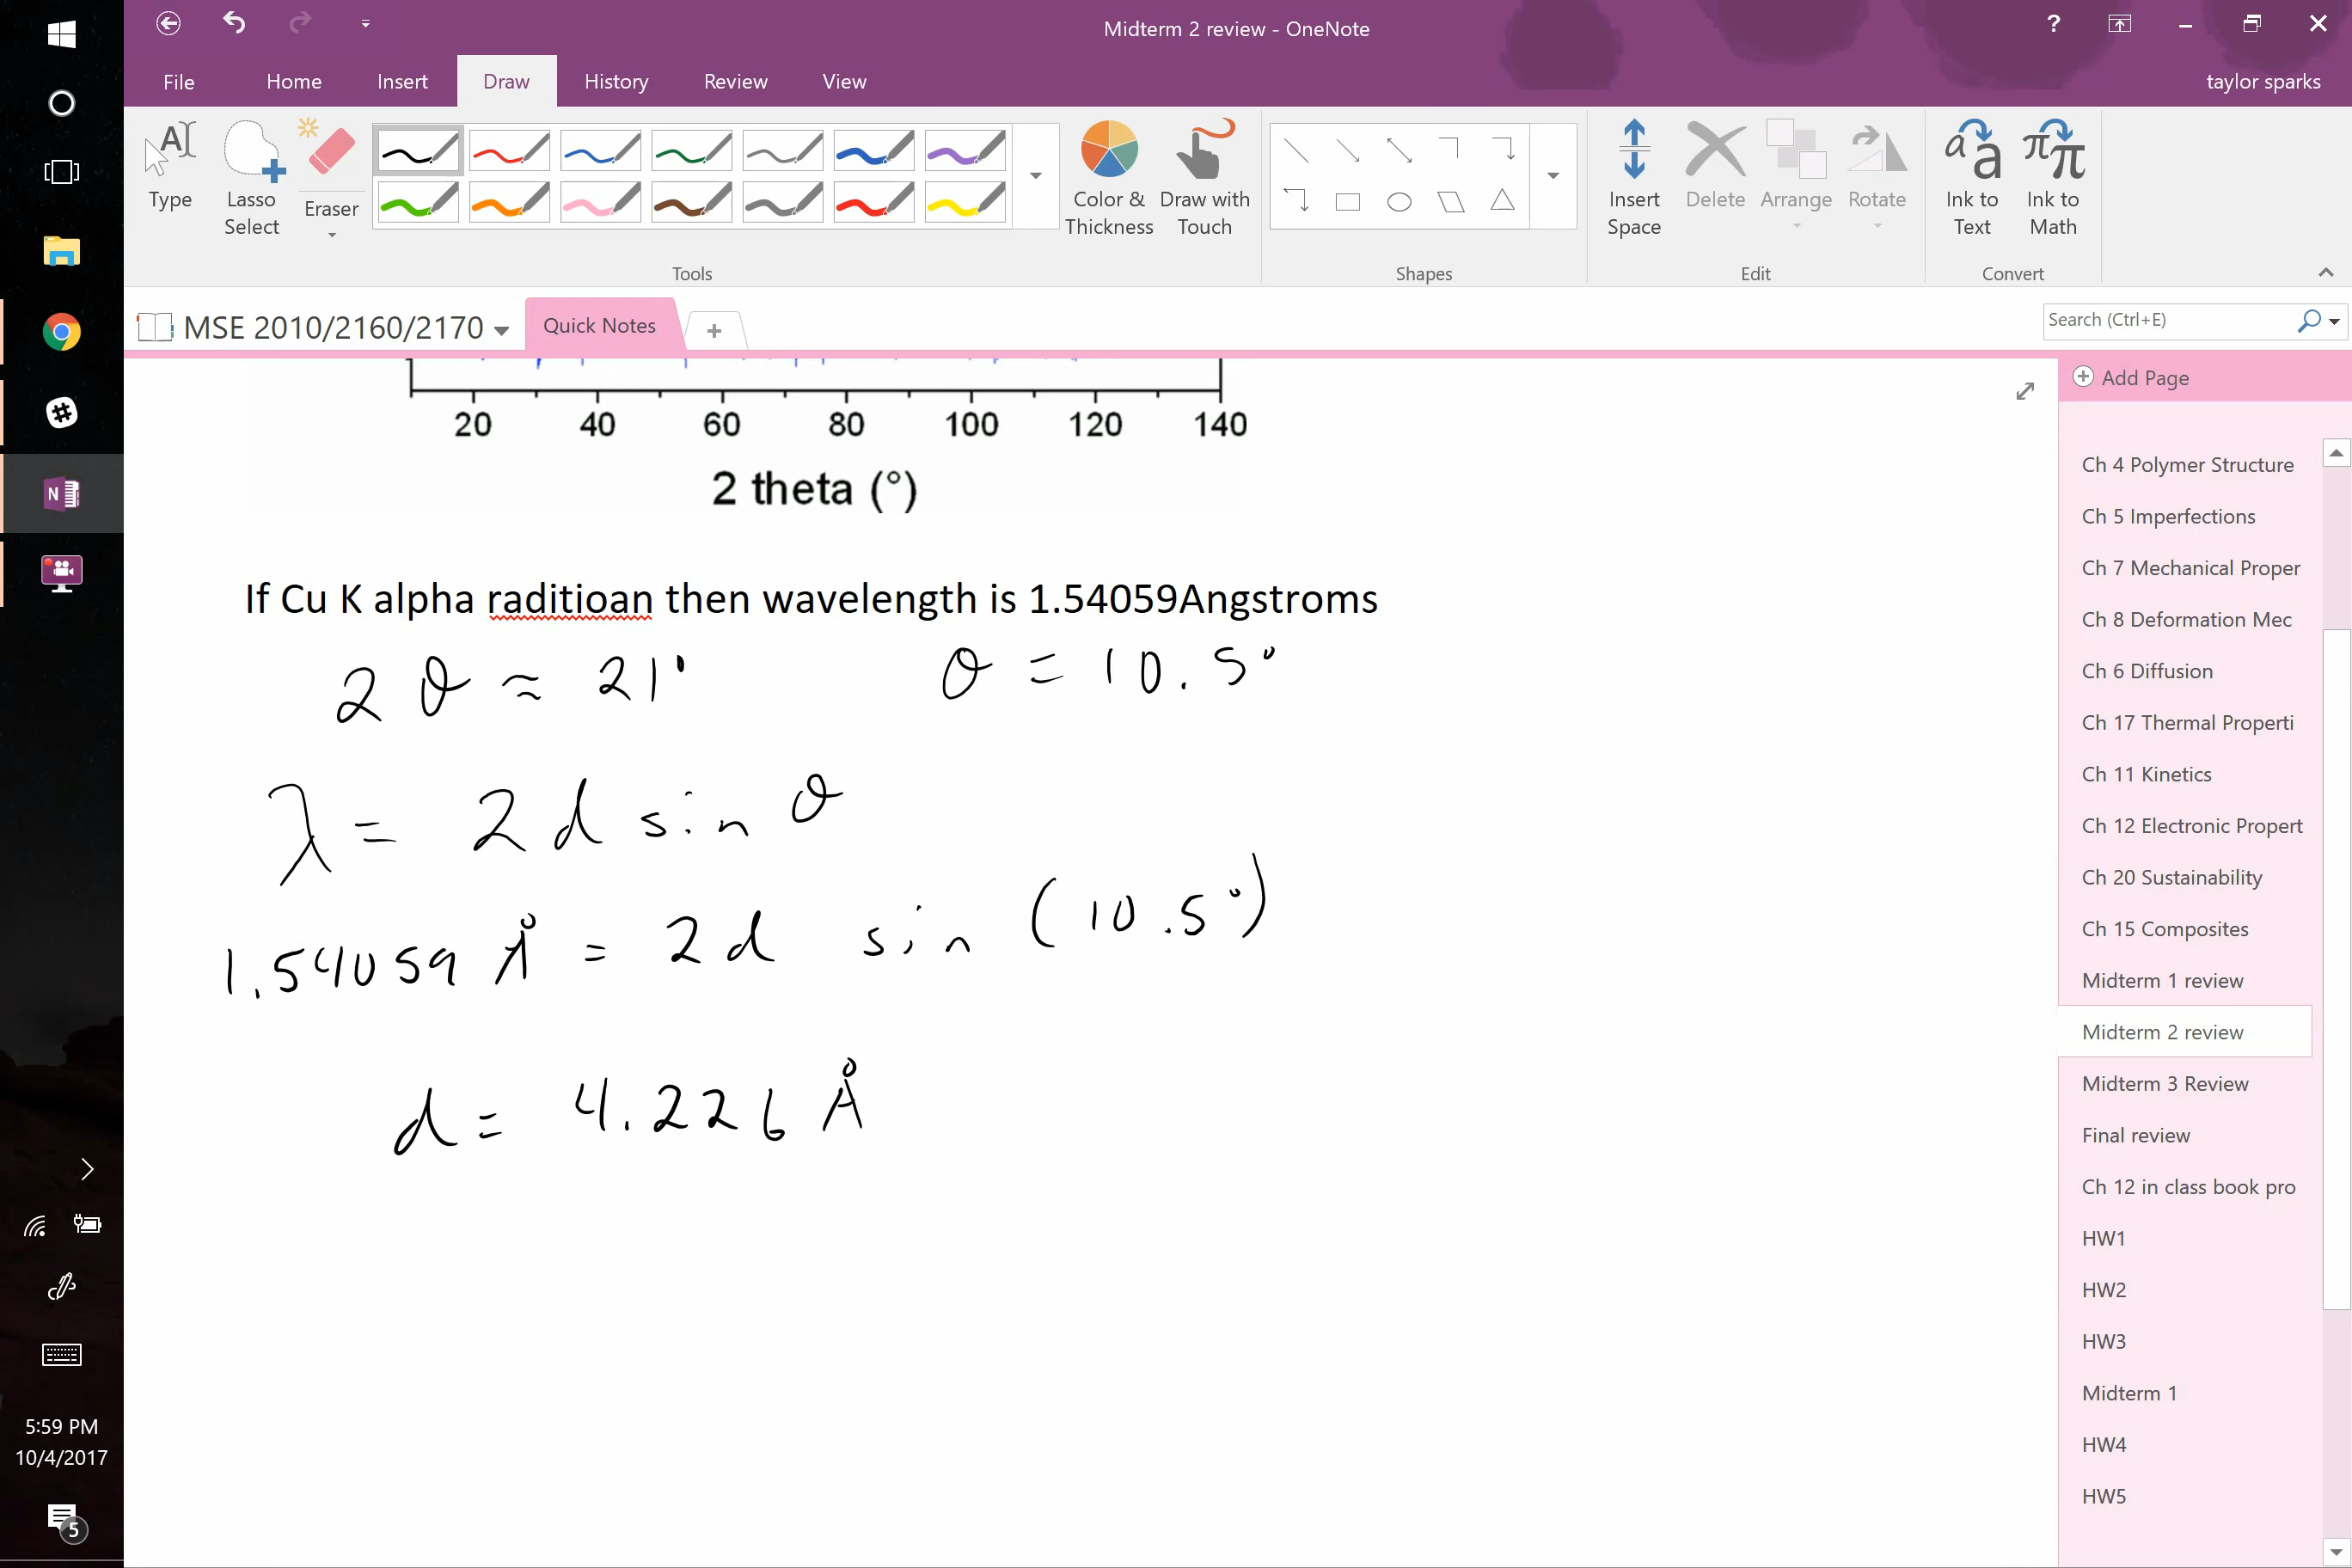 Midterm 2 review - OneNote
?
File Home Insert Draw History Review View
taylor sparks
Type
Lasso Select
Eraser
Color & Thickness
Draw with Touch
Insert Space
Delete
Arrange
Rotate
Ink to Text
Ink to Math
Tools
Shapes
Edit
Convert
MSE 2010/2160/2170
Quick Notes
Search (Ctrl+E)
20 40 60 80 100 120 140
2 theta (°)
If Cu K alpha raditioan then wavelength is 1.54059Angstroms
2 θ ≈ 21° θ = 10.5°
λ = 2 d sin θ
1.54059 Å = 2 d sin (10.5°)
d = 4.226 Å
Add Page
Ch 4 Polymer Structure
Ch 5 Imperfections
Ch 7 Mechanical Proper
Ch 8 Deformation Mec
Ch 6 Diffusion
Ch 17 Thermal Properti
Ch 11 Kinetics
Ch 12 Electronic Propert
Ch 20 Sustainability
Ch 15 Composites
Midterm 1 review
Midterm 2 review
Midterm 3 Review
Final review
Ch 12 in class book pro
HW1
HW2
HW3
Midterm 1
HW4
HW5
5:59 PM
10/4/2017
5